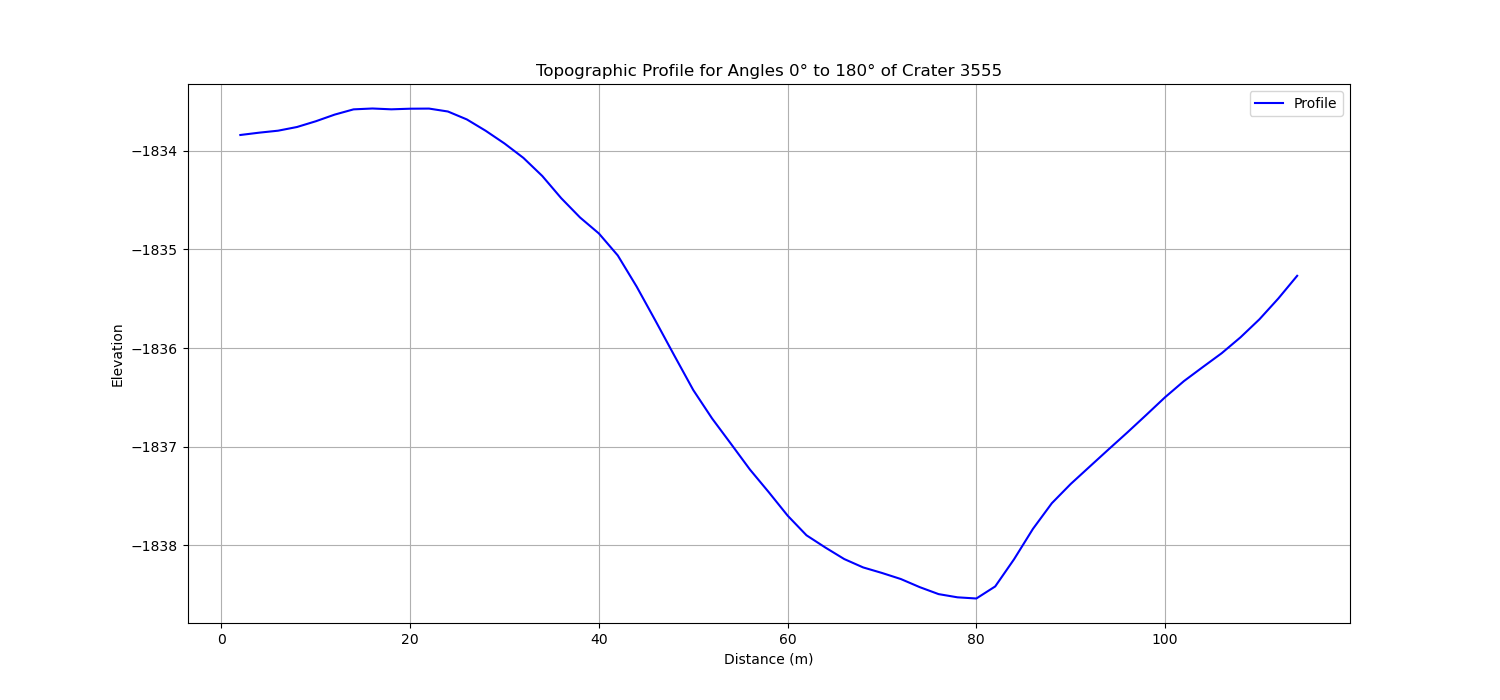 Topographic Profile for Angles 0° to 180° of Crater 3555
Profile
−1834
−1835
−1836
−1837
−1838
Elevation
0 20 40 60 80 100
Distance (m)